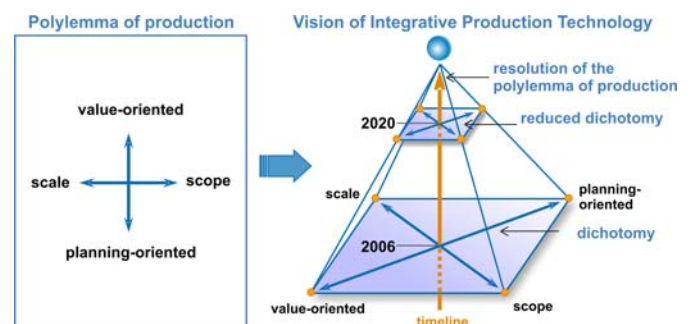 Polylemma of production
value-oriented
scale
scope
planning-oriented
Vision of Integrative Production Technology
resolution of the
polylemma of production
2020
reduced dichotomy
scale
planning-
oriented
2006
dichotomy
value-oriented
scope
timeline